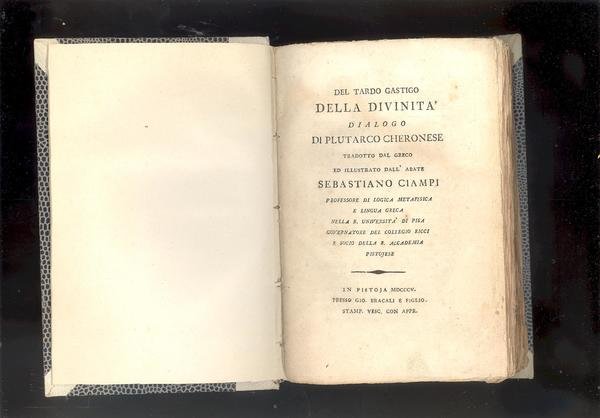 DEL TARDO GASTIGO
DELLA DIVINITA'
DIALOGO
DI PLUTARCO CHERONESE
TRADOTTO DAL GRECO
ED ILLUSTRATO DALL' ABATE
SEBASTIANO CIAMPI
PROFESSORE DI LOGICA METAFISICA
E LINGUA GRECA
NELLA R. UNIVERSITA' DI PISA
GOVERNATORE DEL COLLEGIO RICCI
E SOCIO DELLA R. ACCADEMIA
PISTOJESE
IN PISTOJA MDCCCV.
PRESSO GIO. BRACALI E FIGLIO.
STAMP. VESC. CON APPR.